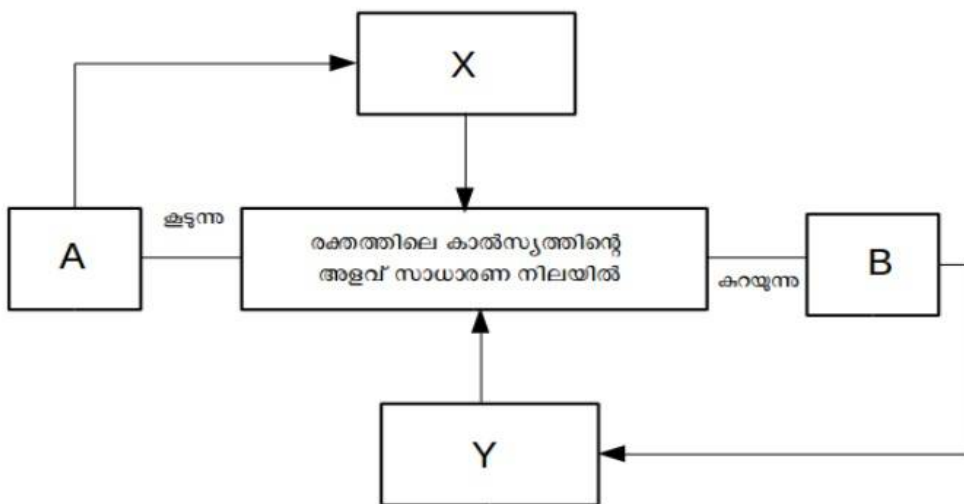 X
A
കൂടുന്നു
രക്തത്തിലെ കാൽസ്യത്തിന്റെ
അളവ് സാധാരണ നിലയിൽ
B
കുറയുന്നു
Y